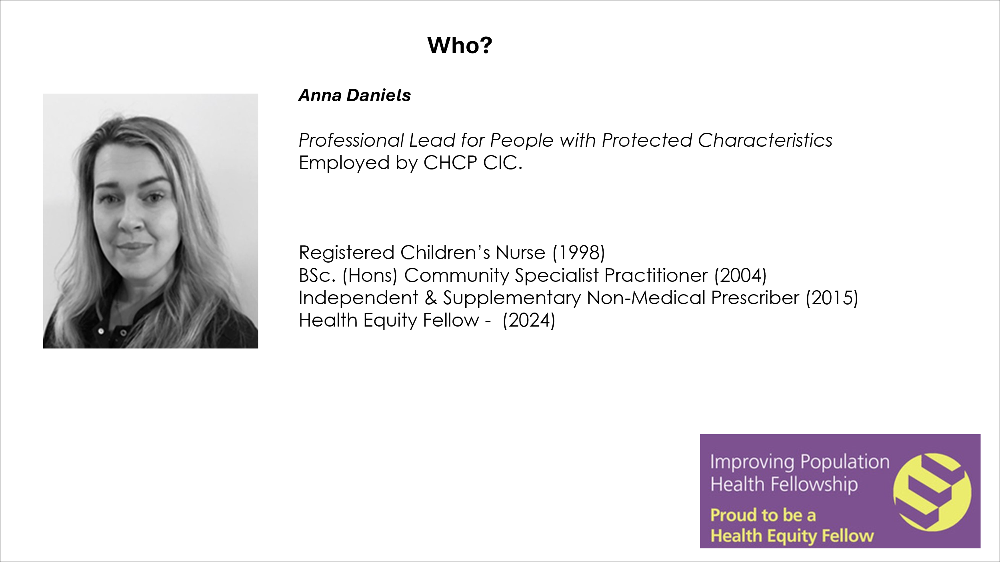 Who?
Anna Daniels
Professional Lead for People with Protected Characteristics
Employed by CHCP CIC.
Registered Children’s Nurse (1998)
BSc. (Hons) Community Specialist Practitioner (2004)
Independent & Supplementary Non-Medical Prescriber (2015)
Health Equity Fellow -  (2024)
Improving Population
Health Fellowship
Proud to be a
Health Equity Fellow